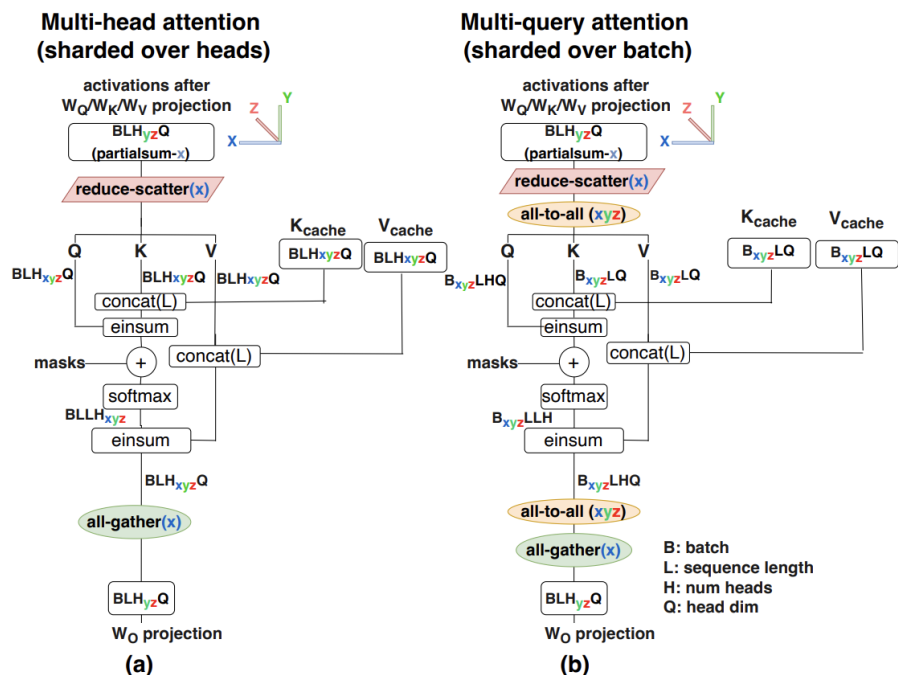 Multi-head attention
(sharded over heads)
activations after
WQ/WK/WV projection
Z
Y
X
BLHyzQ
(partialsum-x)
reduce-scatter(x)
Kcache
Vcache
Q
K
V
BLHxyzQ
BLHxyzQ
BLHxyzQ
BLHxyzQ
BLHxyzQ
concat(L)
einsum
masks
+
concat(L)
softmax
BLLHxyz
einsum
BLHxyzQ
all-gather(x)
BLHyzQ
WO projection
(a)
Multi-query attention
(sharded over batch)
activations after
WQ/WK/WV projection
Z
Y
X
BLHyzQ
(partialsum-x)
reduce-scatter(x)
all-to-all (xyz)
Kcache
Vcache
Q
K
V
BxyzLQ
BxyzLQ
BxyzLHQ
BxyzLQ
BxyzLQ
concat(L)
einsum
masks
+
concat(L)
softmax
BxyzLLH
einsum
BxyzLHQ
all-to-all (xyz)
all-gather(x)
BLHyzQ
WO projection
(b)
B: batch
L: sequence length
H: num heads
Q: head dim